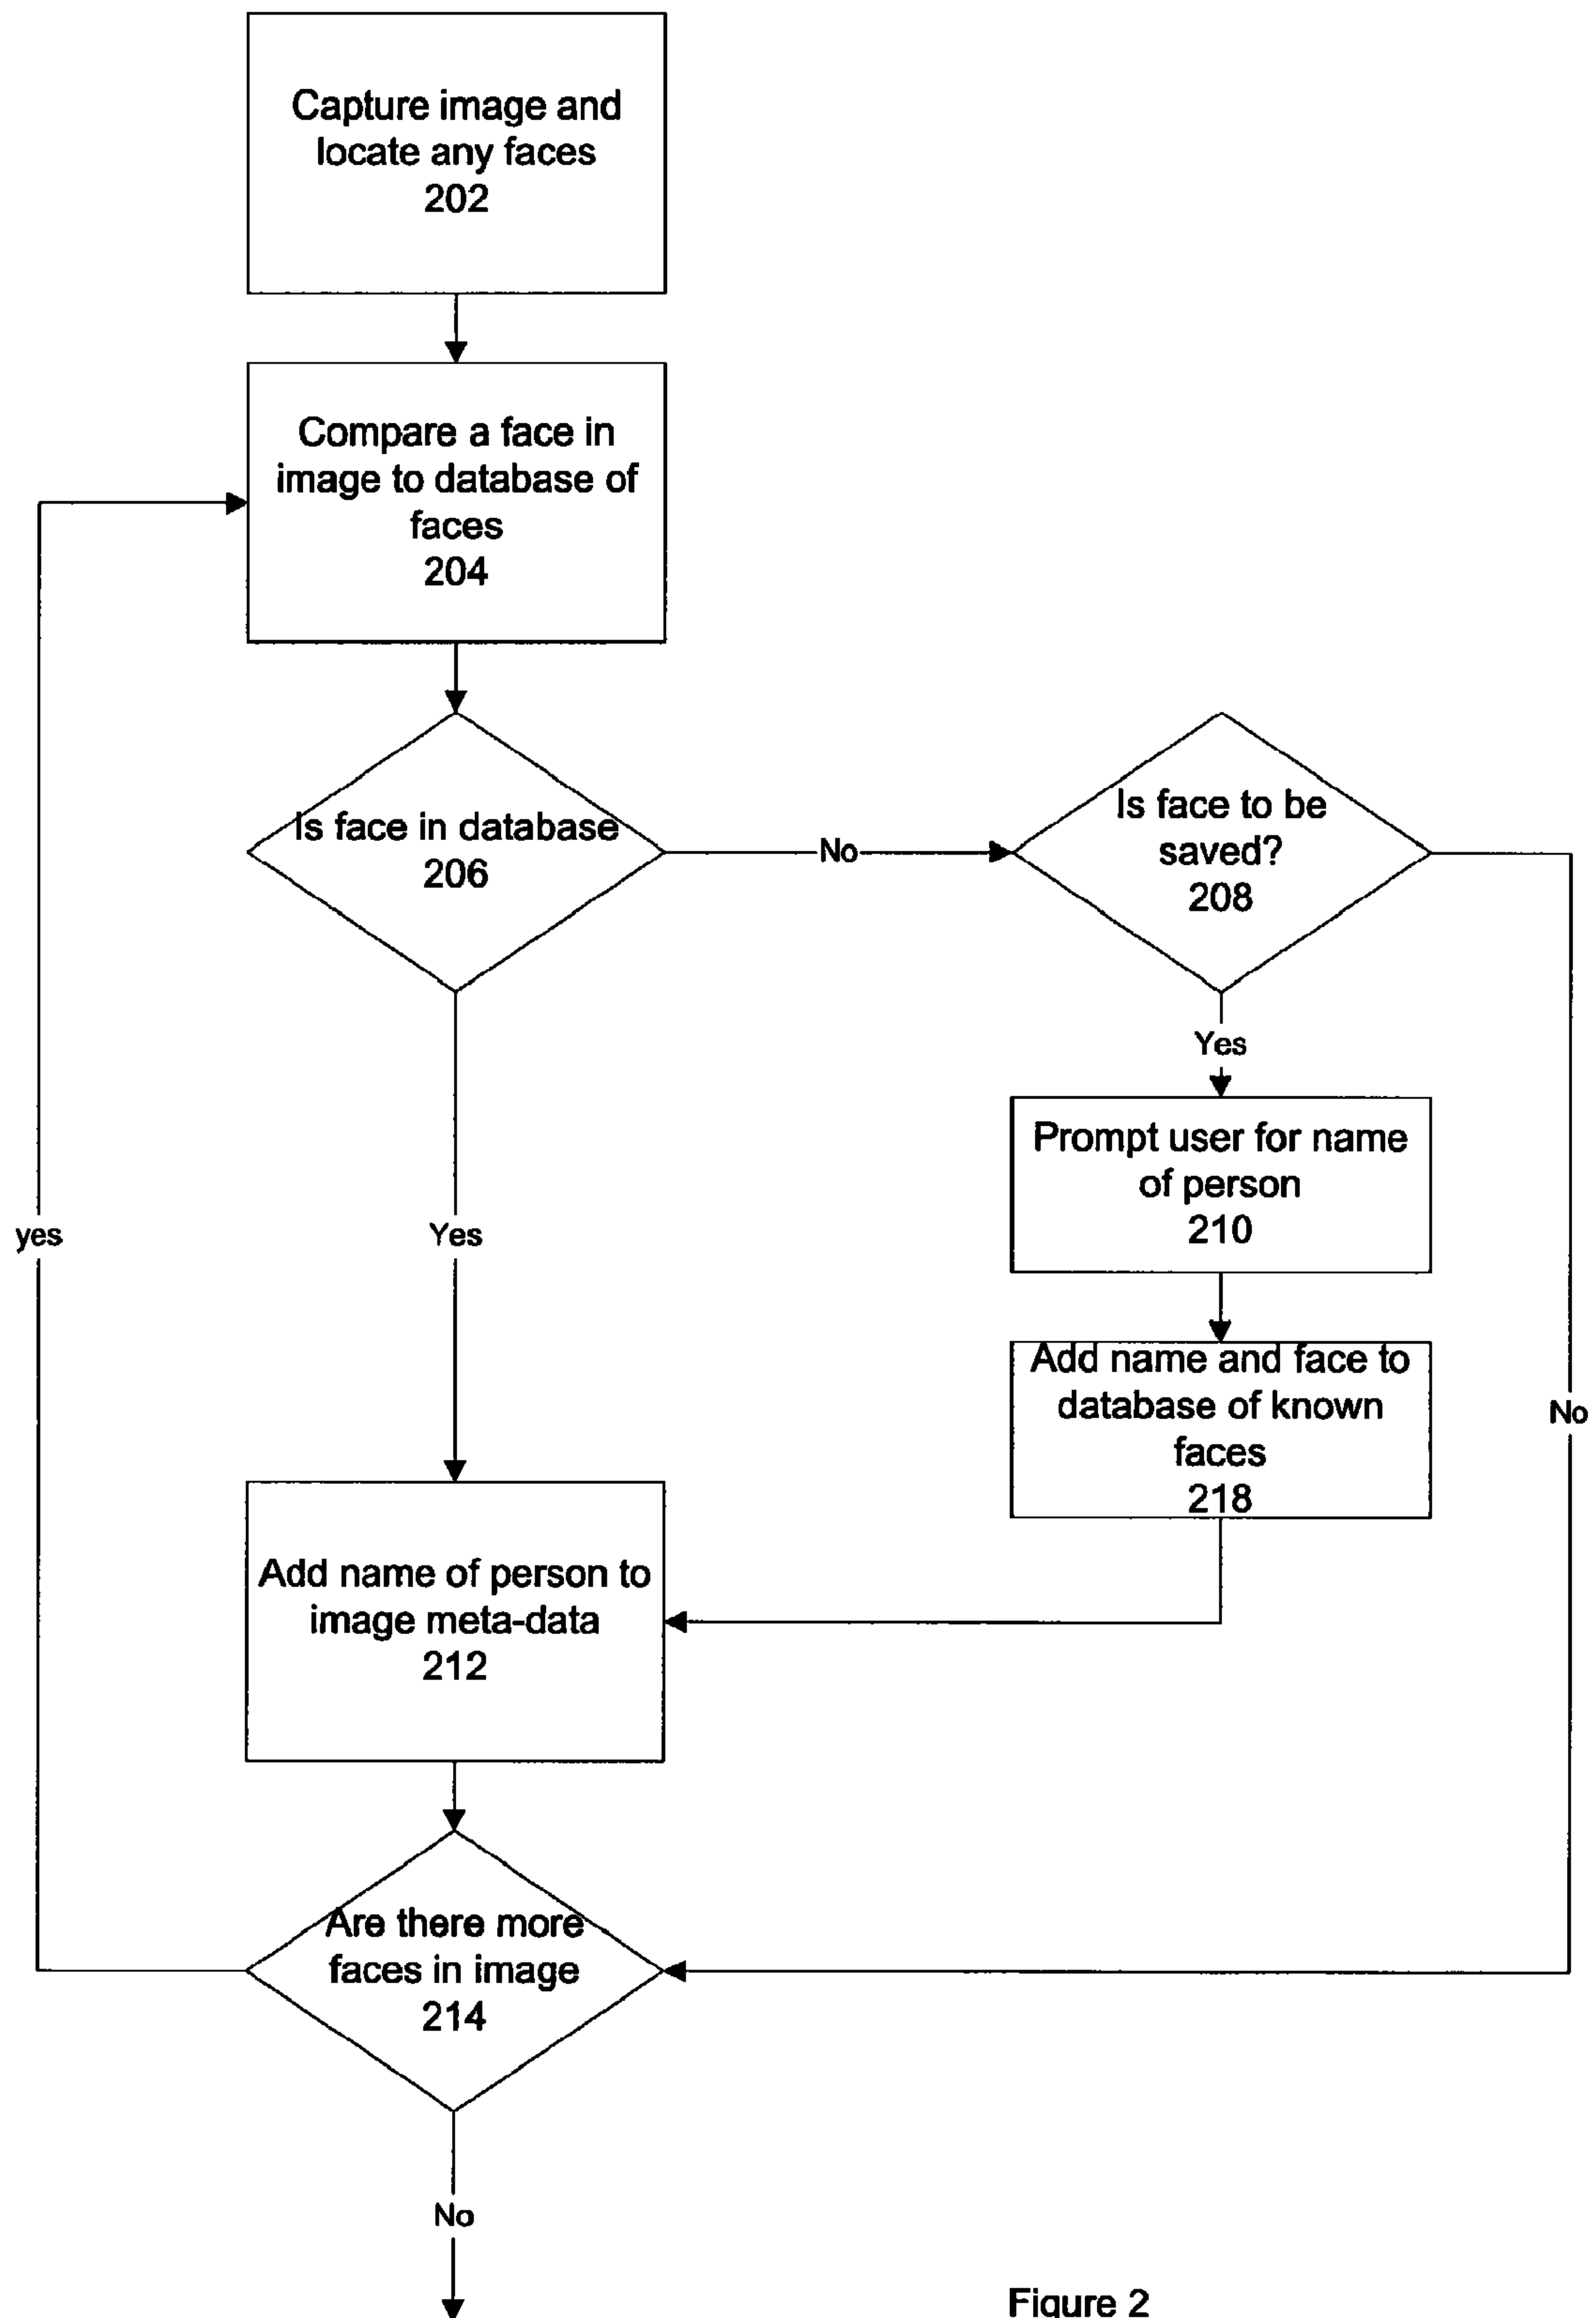 Capture image and
locate any faces
202
Compare a face in
image to database of
faces
204
Is face in database
206
No
Is face to be
saved?
208
Yes
Prompt user for name
of person
210
yes
Yes
Add name and face to
database of known
faces
218
No
Add name of person to
image meta-data
212
Are there more
faces in image
214
No
Figure 2